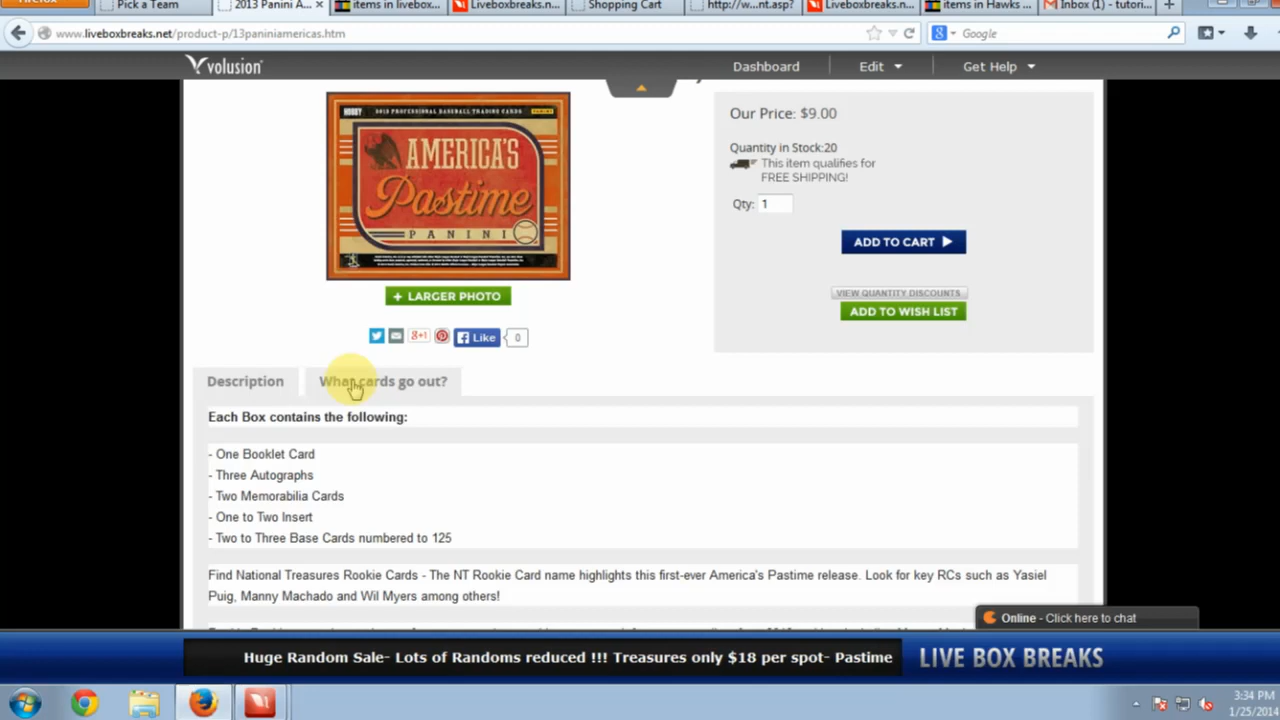 Pick a Team
2013 Panini A...
items in livebox...
Liveboxbreaks.n...
Shopping Cart
http://w...nt.asp?
Liveboxbreaks.n...
items in Hawks ...
Inbox (1) - tutori...
www.liveboxbreaks.net/product-p/13paniniamericas.htm
Google
volusion
Dashboard
Edit
Get Help
HOBBY
2013 PROFESSIONAL BASEBALL TRADING CARDS
PANINI
AMERICA'S
Pastime
PANINI
Our Price: $9.00
Quantity in Stock:20
This item qualifies for
FREE SHIPPING!
Qty: 1
ADD TO CART
VIEW QUANTITY DISCOUNTS
ADD TO WISH LIST
+ LARGER PHOTO
g+1
Like
0
Description
What cards go out?
Each Box contains the following:
- One Booklet Card
- Three Autographs
- Two Memorabilia Cards
- One to Two Insert
- Two to Three Base Cards numbered to 125
Find National Treasures Rookie Cards - The NT Rookie Card name highlights this first-ever America's Pastime release. Look for key RCs such as Yasiel
Puig, Manny Machado and Wil Myers among others!
Online - Click here to chat
Huge Random Sale- Lots of Randoms reduced !!! Treasures only $18 per spot- Pastime
LIVE BOX BREAKS
3:34 PM
1/25/2014